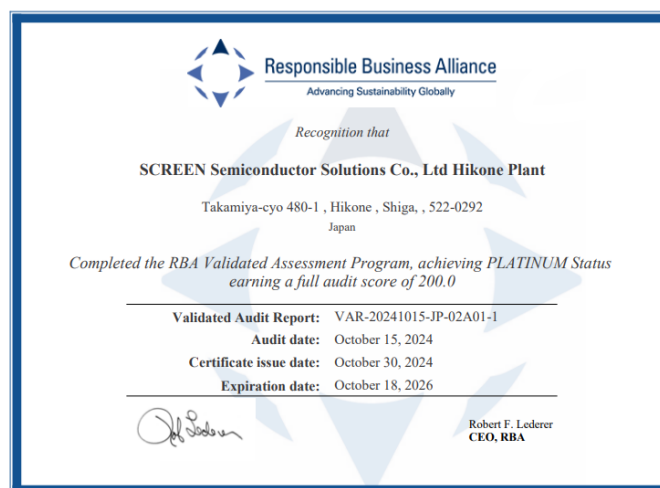 Responsible Business Alliance
Advancing Sustainability Globally
Recognition that
SCREEN Semiconductor Solutions Co., Ltd Hikone Plant
Takamiya-cyo 480-1 , Hikone , Shiga, , 522-0292
Japan
Completed the RBA Validated Assessment Program, achieving PLATINUM Status
earning a full audit score of 200.0
Validated Audit Report: VAR-20241015-JP-02A01-1
Audit date: October 15, 2024
Certificate issue date: October 30, 2024
Expiration date: October 18, 2026
Rob Lederer
Robert F. Lederer
CEO, RBA